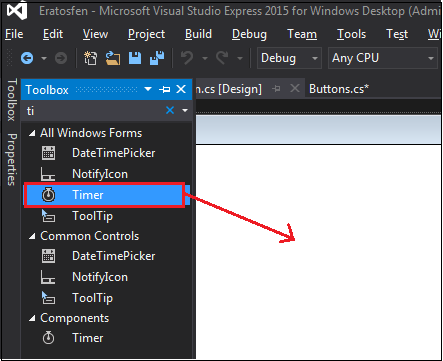 Eratosfen - Microsoft Visual Studio Express 2015 for Windows Desktop (Admi
File Edit View Project Build Debug Team Tools Test Wi
Debug Any CPU
Toolbox
Properties
Toolbox
n.cs [Design] Buttons.cs*
ti
All Windows Forms
DateTimePicker
NotifyIcon
Timer
ToolTip
Common Controls
DateTimePicker
NotifyIcon
ToolTip
Components
Timer